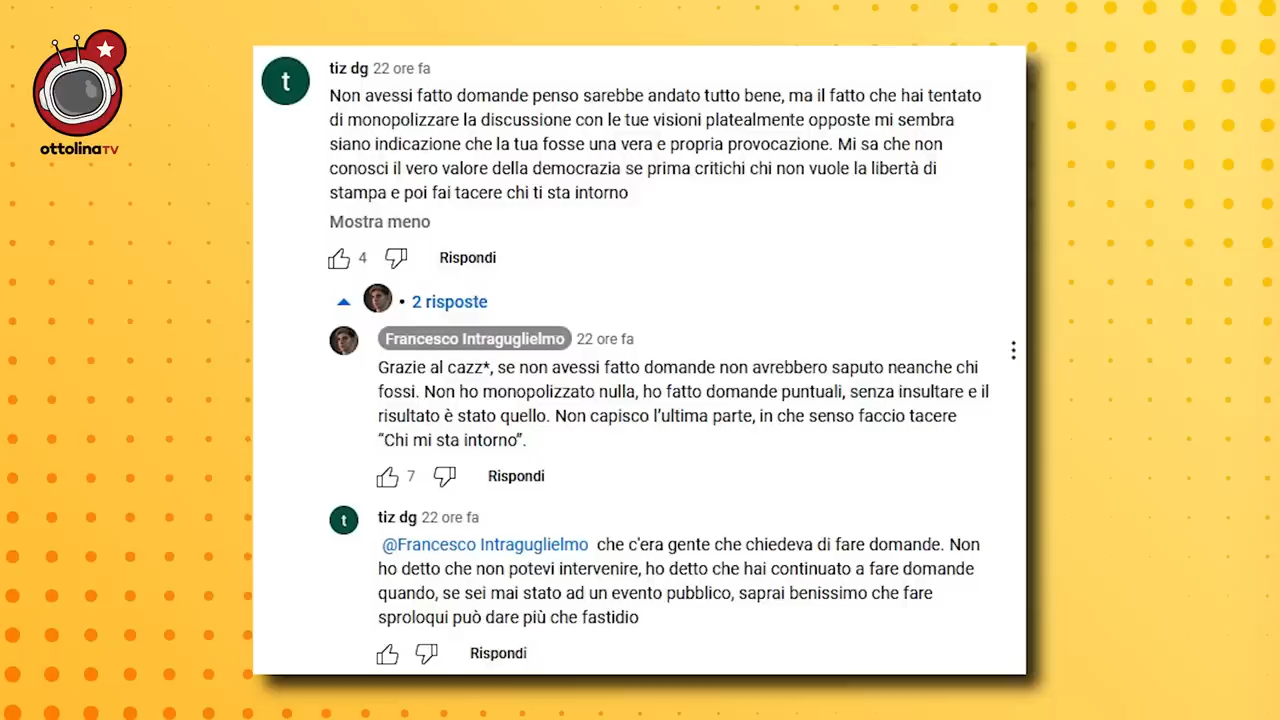 ottolinaTV
t
tiz dg 22 ore fa
Non avessi fatto domande penso sarebbe andato tutto bene, ma il fatto che hai tentato
di monopolizzare la discussione con le tue visioni platealmente opposte mi sembra
siano indicazione che la tua fosse una vera e propria provocazione. Mi sa che non
conosci il vero valore della democrazia se prima critichi chi non vuole la libertà di
stampa e poi fai tacere chi ti sta intorno
Mostra meno
4 Rispondi
• 2 risposte
Francesco Intraguglielmo 22 ore fa
Grazie al cazz*, se non avessi fatto domande non avrebbero saputo neanche chi
fossi. Non ho monopolizzato nulla, ho fatto domande puntuali, senza insultare e il
risultato è stato quello. Non capisco l'ultima parte, in che senso faccio tacere
“Chi mi sta intorno”.
7 Rispondi
t
tiz dg 22 ore fa
@Francesco Intraguglielmo che c'era gente che chiedeva di fare domande. Non
ho detto che non potevi intervenire, ho detto che hai continuato a fare domande
quando, se sei mai stato ad un evento pubblico, saprai benissimo che fare
sproloqui può dare più che fastidio
Rispondi